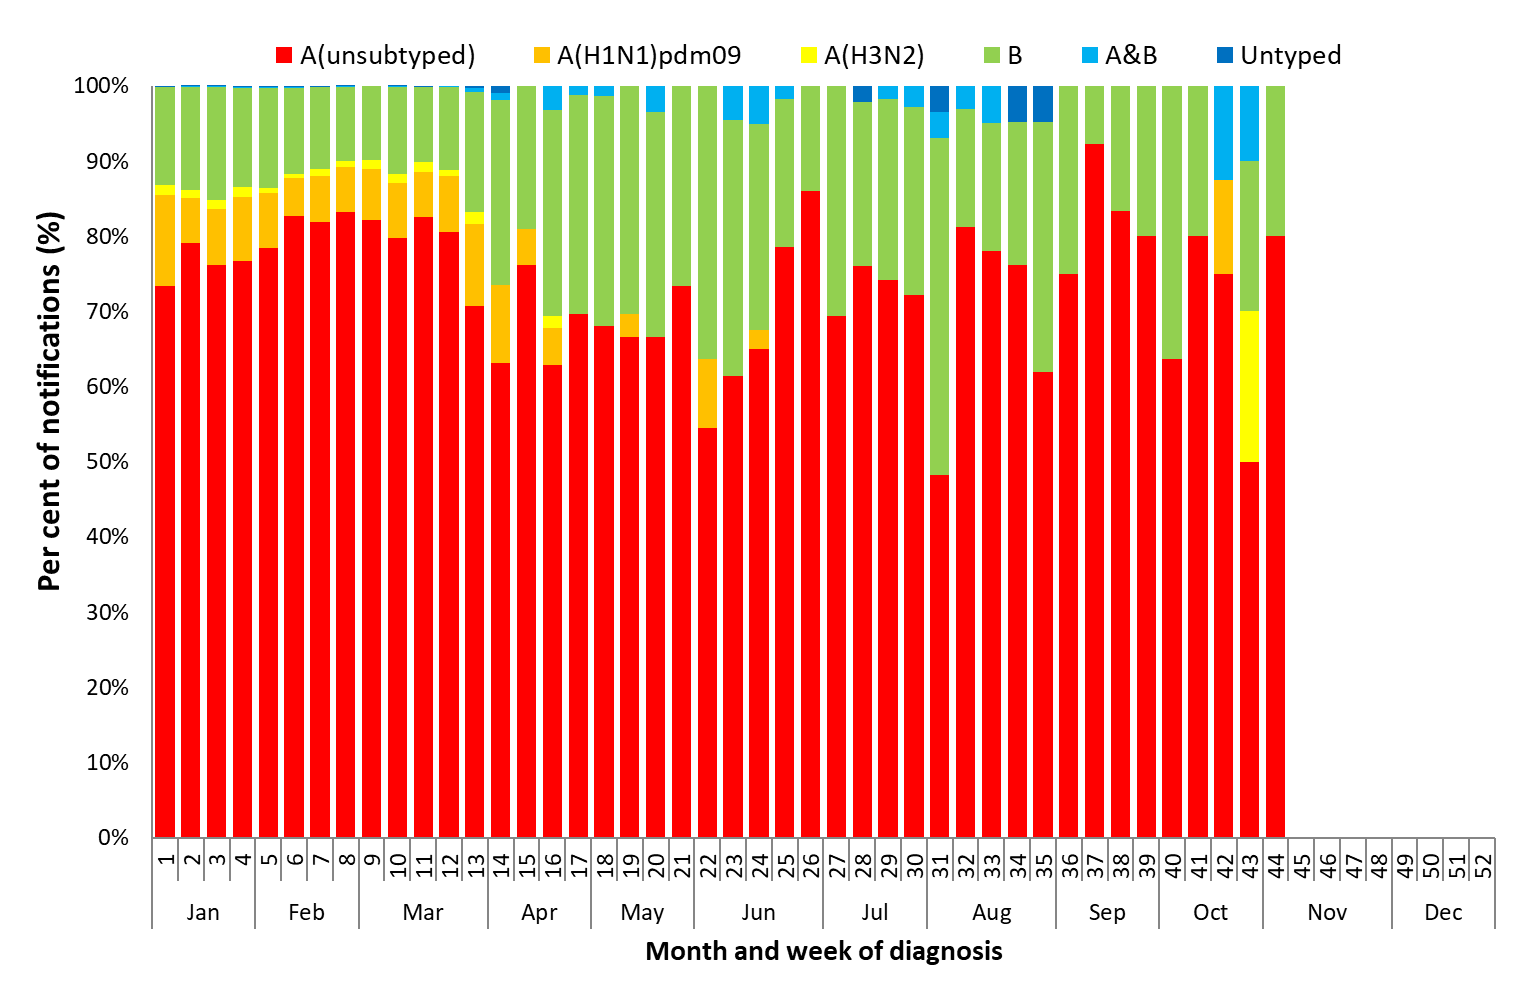 A(unsubtyped) A(H1N1)pdm09 A(H3N2) B A&B Untyped
100%
90%
80%
70%
60%
50%
40%
30%
20%
10%
0%
Per cent of notifications (%)
1 2 3 4 5 6 7 8 9 10 11 12 13 14 15 16 17 18 19 20 21 22 23 24 25 26 27 28 29 30 31 32 33 34 35 36 37 38 39 40 41 42 43 44 45 46 47 48 49 50 51 52
Jan Feb Mar Apr May Jun Jul Aug Sep Oct Nov Dec
Month and week of diagnosis